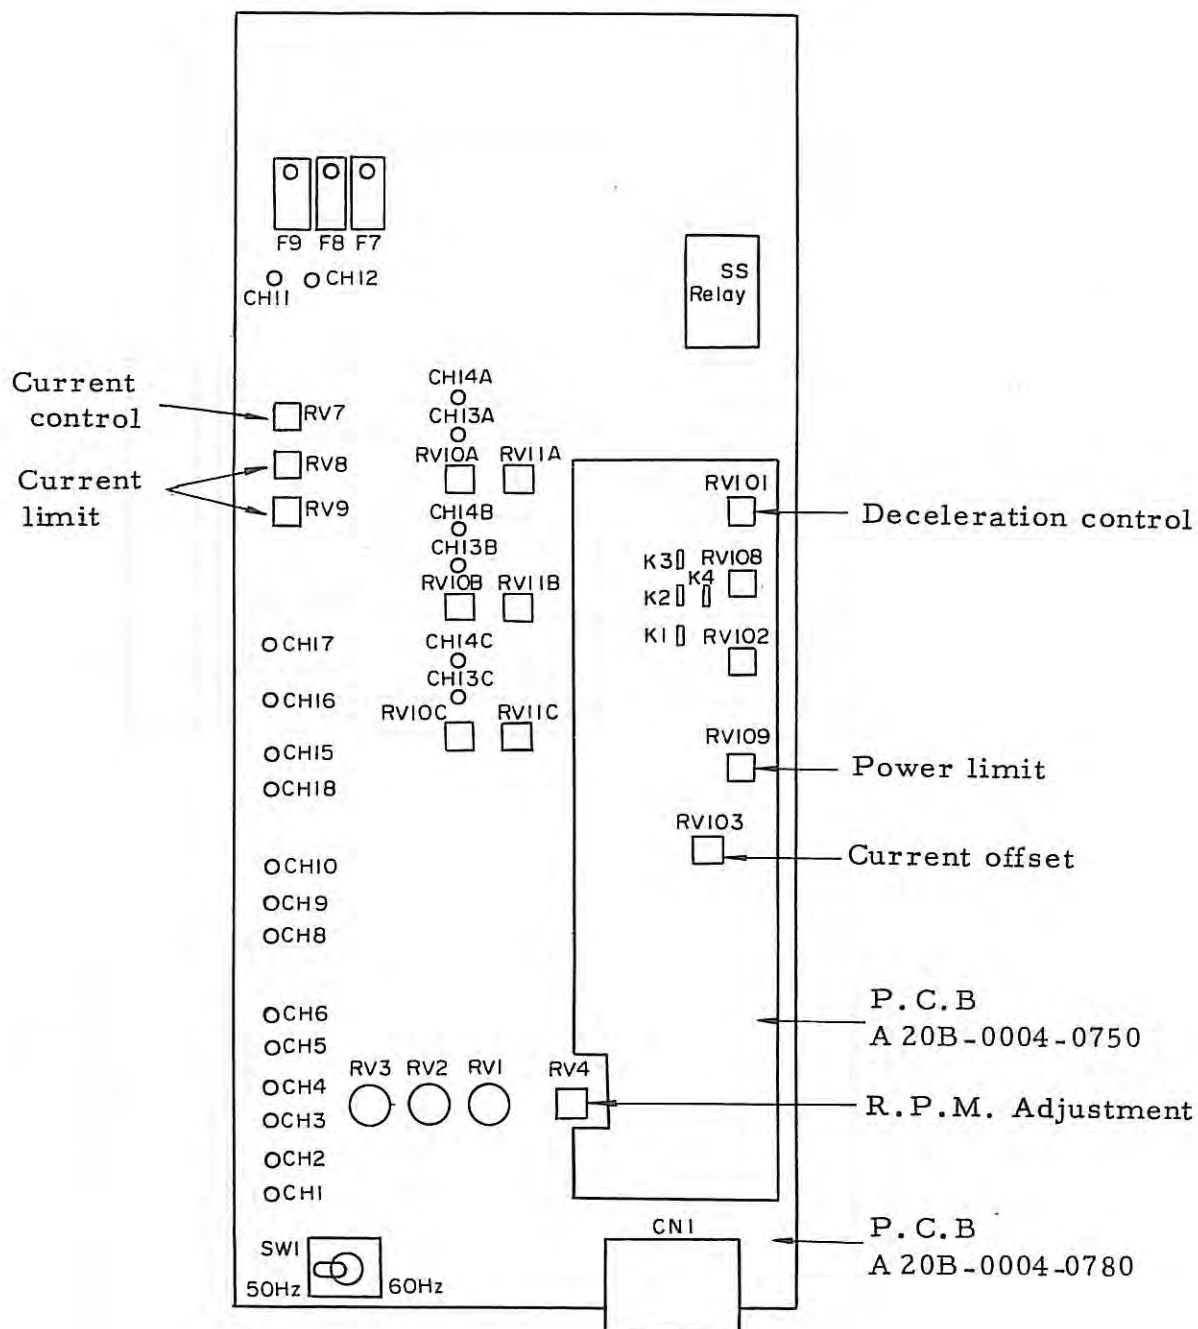 F9 F8 F7
CH11 CH12
SS
Relay
Current
control
RV7
CH14A
CH13A
RV10A RV11A
RV8
Current
limit
RV9
RV101
Deceleration control
CH14B
CH13B
RV10B RV11B
K3 RV108
K4
K2
K1 RV102
CH17
CH14C
CH13C
CH16
RV10C RV11C
RV109
Power limit
CH15
CH18
RV103
Current offset
CH10
CH9
CH8
P.C.B
A20B-0004-0750
CH6
CH5
RV3 RV2 RV1 RV4
CH4
CH3
R.P.M. Adjustment
CH2
CH1
CN1
P.C.B
A20B-0004-0780
SW1
50Hz 60Hz